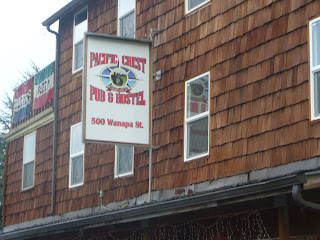 PACIFIC CREST
PUB & HOSTEL
500 Wanapa St.